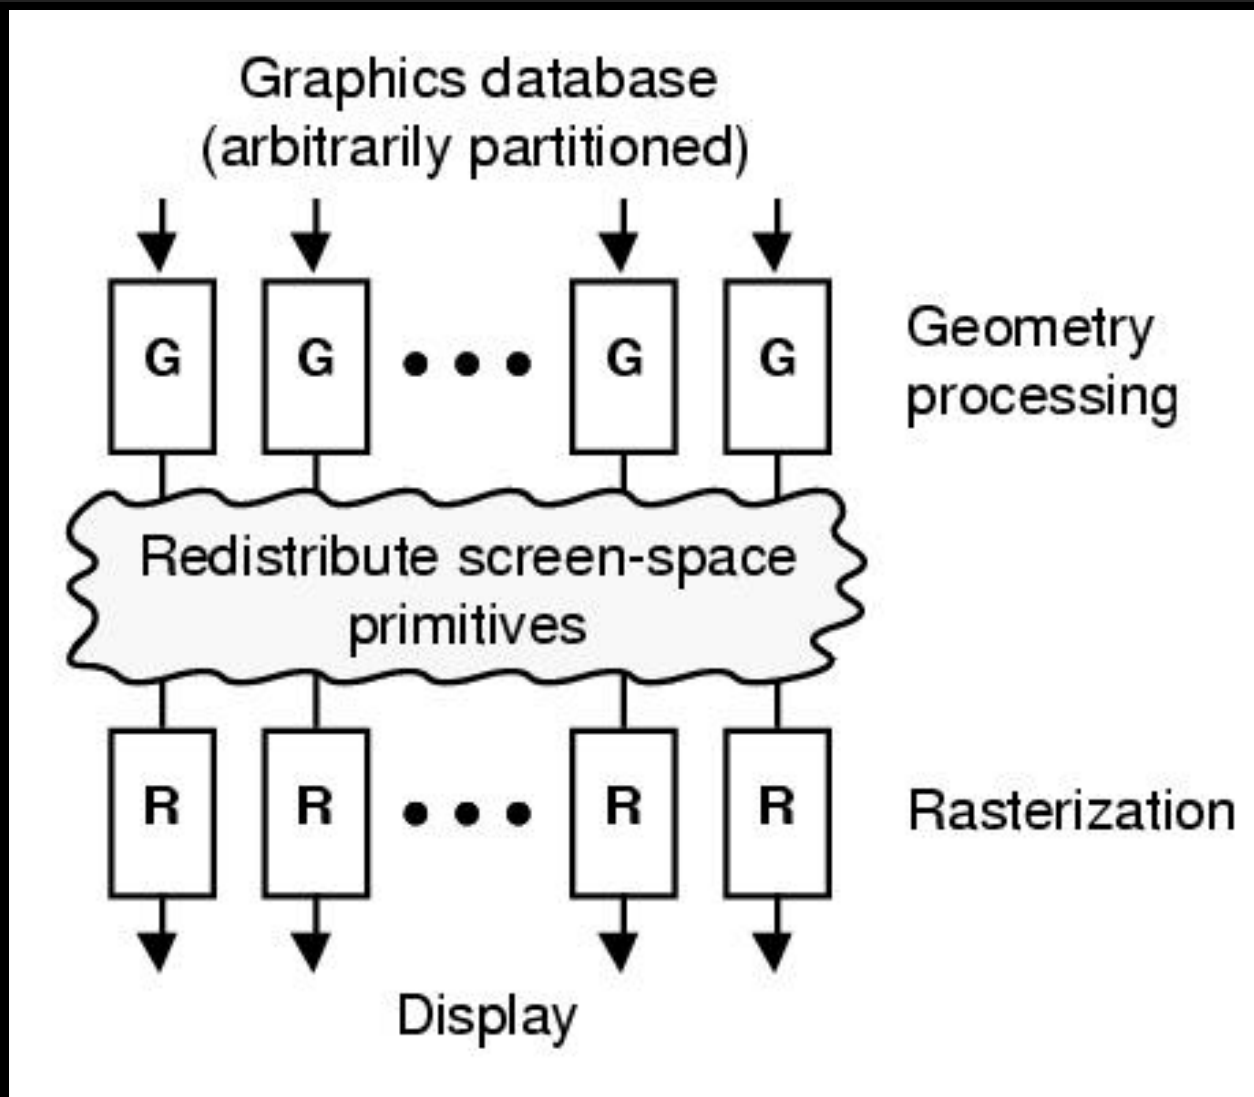 Graphics database
(arbitrarily partitioned)
G G ••• G G
Geometry
processing
Redistribute screen-space
primitives
R R ••• R R
Rasterization
Display